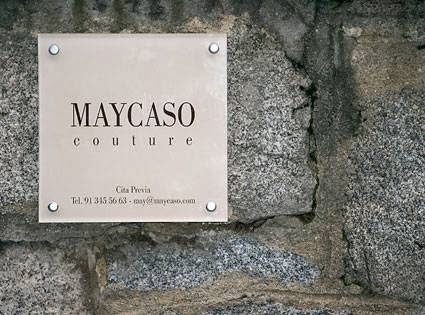 MAYCASO
couture
Cita Previa
Tel. 91 345 56 63 - may@maycaso.com